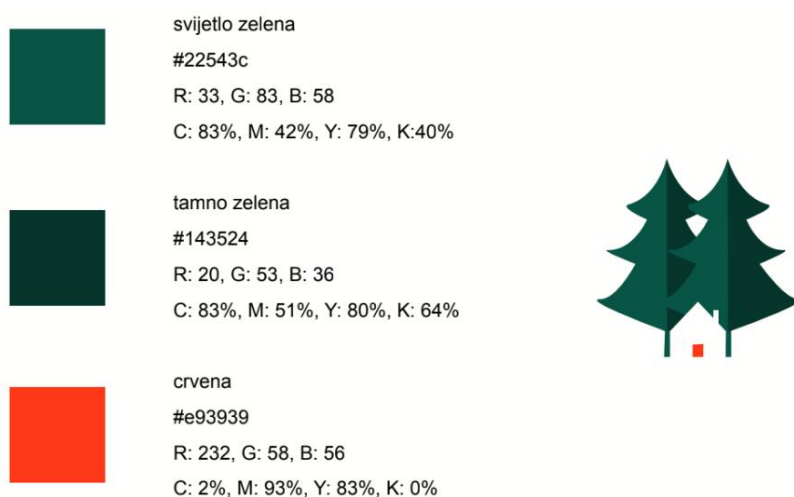 svijetlo zelena
#22543c
R: 33, G: 83, B: 58
C: 83%, M: 42%, Y: 79%, K:40%
tamno zelena
#143524
R: 20, G: 53, B: 36
C: 83%, M: 51%, Y: 80%, K: 64%
crvena
#e93939
R: 232, G: 58, B: 56
C: 2%, M: 93%, Y: 83%, K: 0%